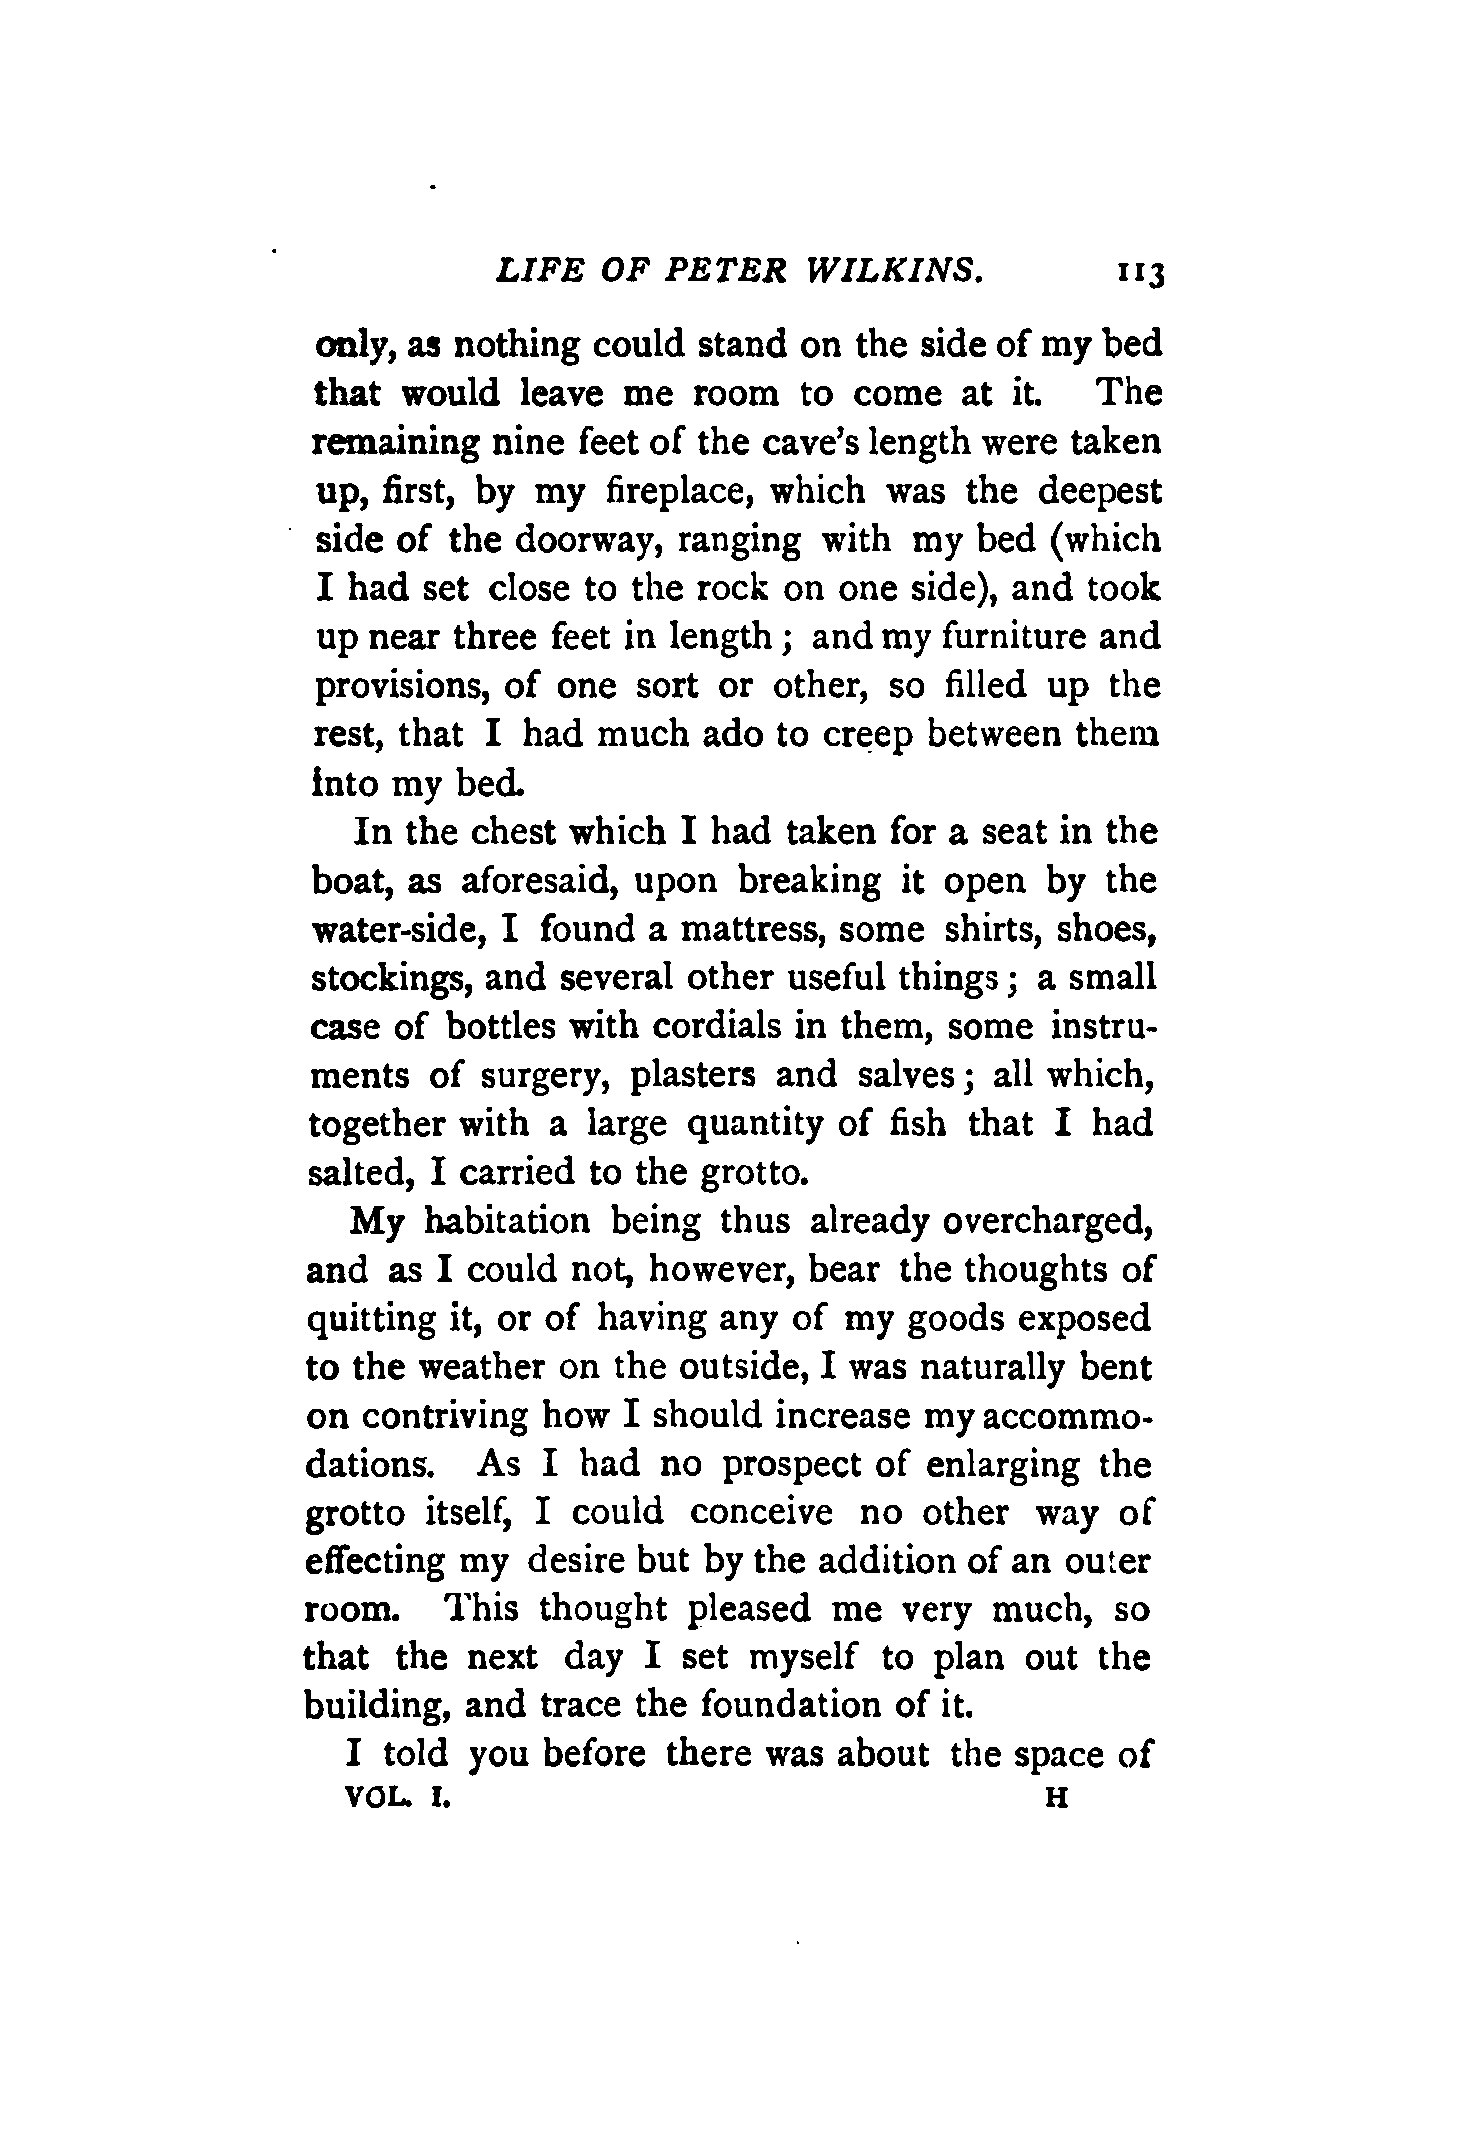 LIFE OF PETER WILKINS. 113
only, as nothing could stand on the side of my bed
that would leave me room to come at it. The
remaining nine feet of the cave's length were taken
up, first, by my fireplace, which was the deepest
side of the doorway, ranging with my bed (which
I had set close to the rock on one side), and took
up near three feet in length; and my furniture and
provisions, of one sort or other, so filled up the
rest, that I had much ado to creep between them
into my bed.
In the chest which I had taken for a seat in the
boat, as aforesaid, upon breaking it open by the
water-side, I found a mattress, some shirts, shoes,
stockings, and several other useful things; a small
case of bottles with cordials in them, some instru-
ments of surgery, plasters and salves; all which,
together with a large quantity of fish that I had
salted, I carried to the grotto.
My habitation being thus already overcharged,
and as I could not, however, bear the thoughts of
quitting it, or of having any of my goods exposed
to the weather on the outside, I was naturally bent
on contriving how I should increase my accommo-
dations. As I had no prospect of enlarging the
grotto itself, I could conceive no other way of
effecting my desire but by the addition of an outer
room. This thought pleased me very much, so
that the next day I set myself to plan out the
building, and trace the foundation of it.
I told you before there was about the space of
VOL. I. H